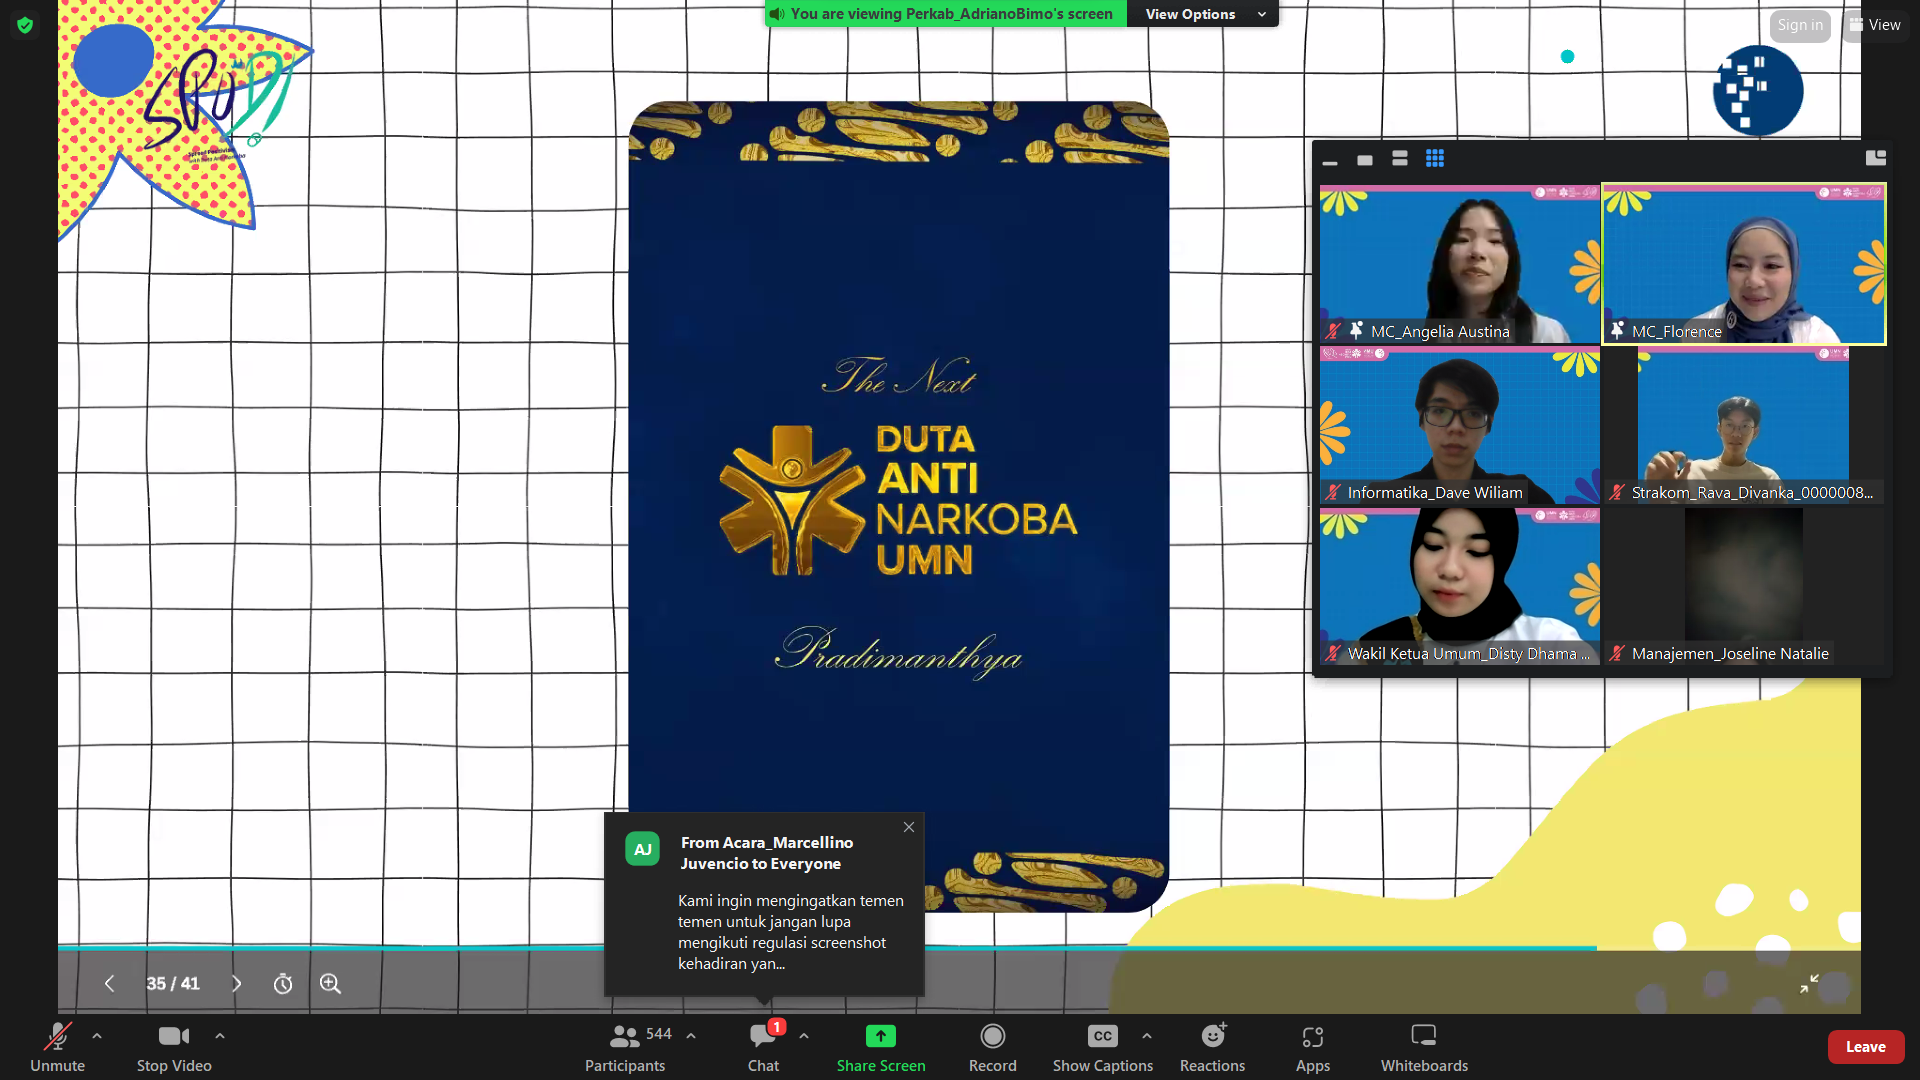 You are viewing Perkab_AdrianoBimo's screen
View Options
Sign in
View
SPUD
The Next
DUTA
ANTI
NARKOBA
UMN
Pradimanthya
MC_Angelia Austina
MC_Florence
Informatika_Dave Wiliam
Strakom_Rava_Divanka_0000008...
Wakil Ketua Umum_Disty Dhama ...
Manajemen_Joseline Natalie
AJ
From Acara_Marcellino
Juvencio to Everyone
Kami ingin mengingatkan temen
temen untuk jangan lupa
mengikuti regulasi screenshot
kehadiran yan...
35 / 41
Unmute
Stop Video
544
Participants
1
Chat
Share Screen
Record
CC
Show Captions
Reactions
Apps
Whiteboards
Leave